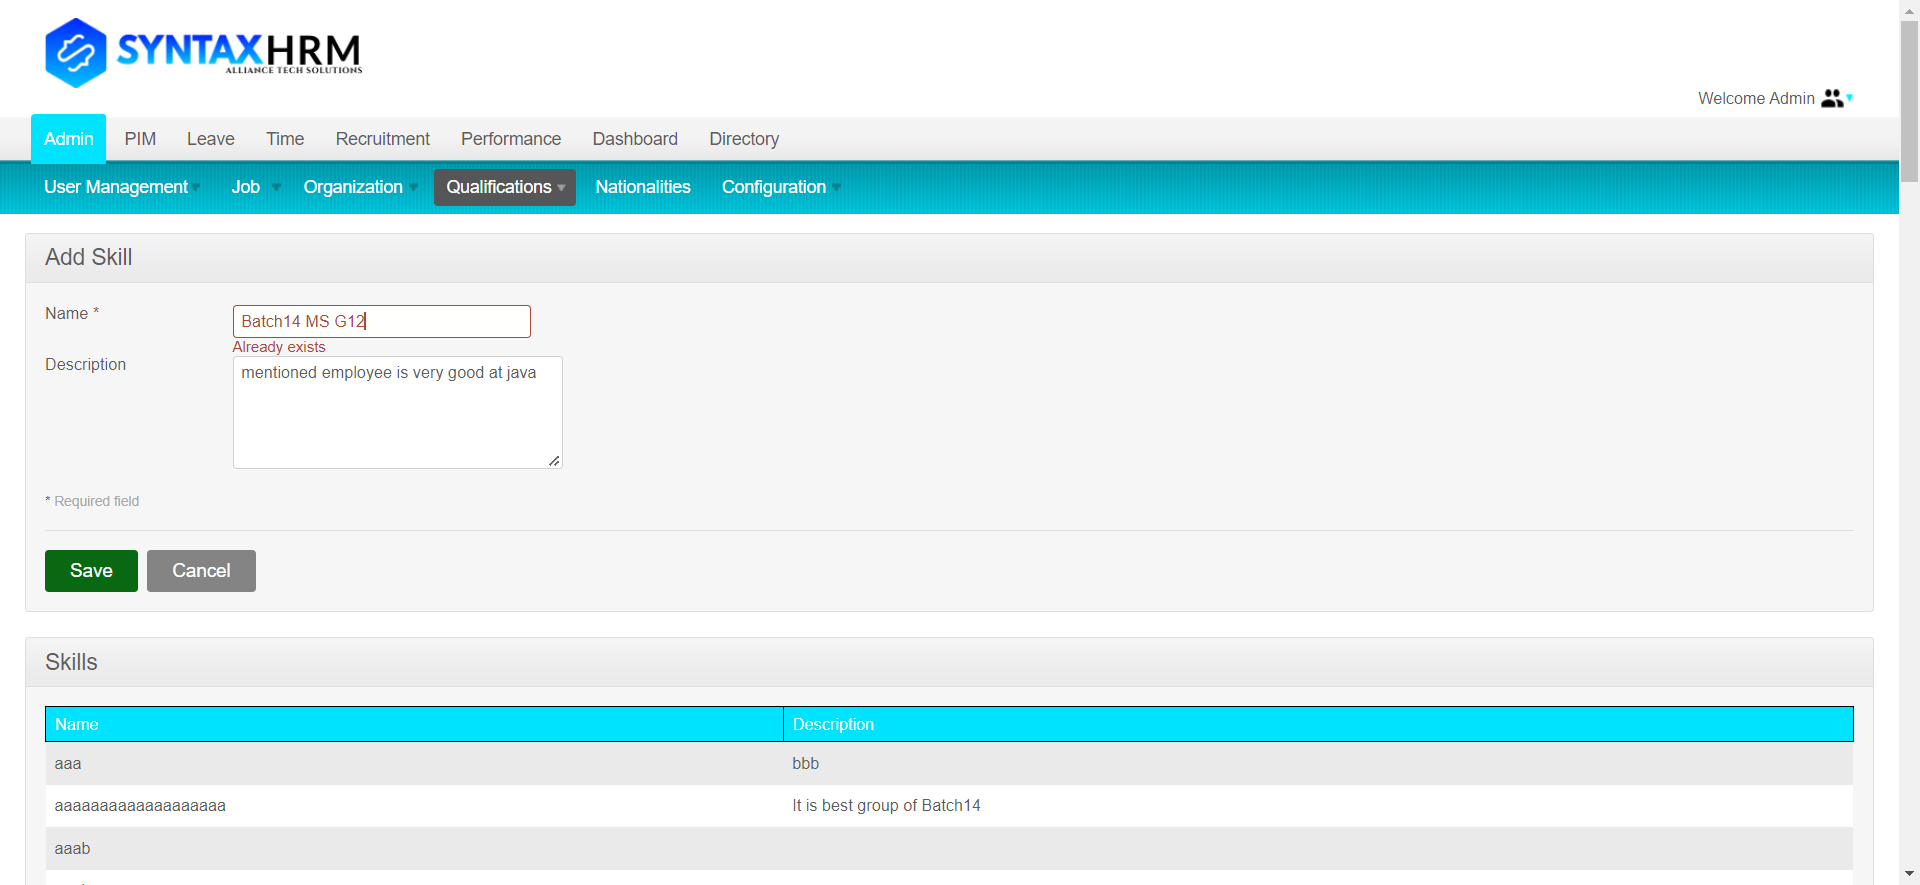 SYNTAXHRM
ALLIANCE TECH SOLUTIONS
Welcome Admin
Admin PIM Leave Time Recruitment Performance Dashboard Directory
User Management Job Organization Qualifications Nationalities Configuration
Add Skill
Name *
Batch14 MS G12
Already exists
Description
mentioned employee is very good at java
* Required field
Save Cancel
Skills
Name Description
aaa bbb
aaaaaaaaaaaaaaaaaaa It is best group of Batch14
aaab